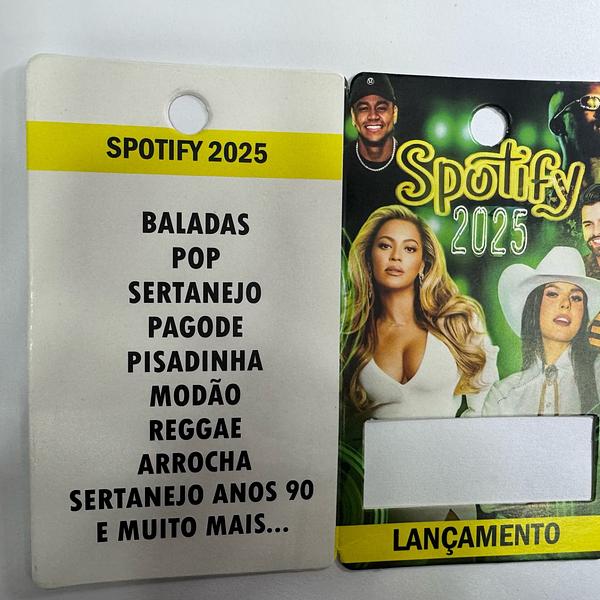 SPOTIFY 2025
BALADAS
POP
SERTANEJO
PAGODE
PISADINHA
MODÃO
REGGAE
ARROCHA
SERTANEJO ANOS 90
E MUITO MAIS...
Spotify
2025
LANÇAMENTO